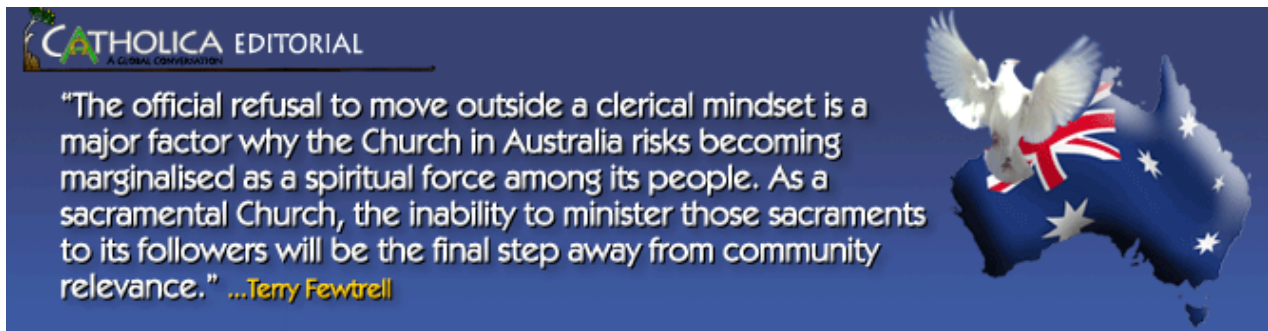 CATHOLICA EDITORIAL
A GLOBAL CONVERSATION
“The official refusal to move outside a clerical mindset is a
major factor why the Church in Australia risks becoming
marginalised as a spiritual force among its people. As a
sacramental Church, the inability to minister those sacraments
to its followers will be the final step away from community
relevance.” ...Terry Fewtrell